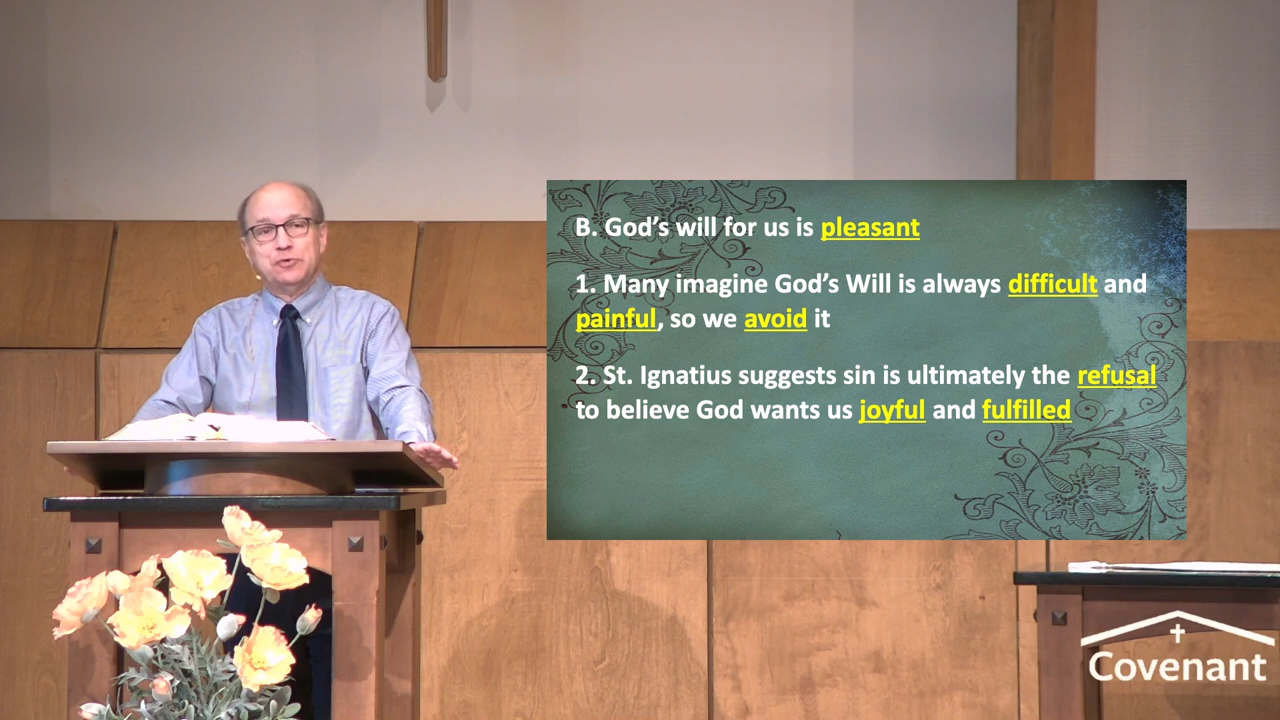 B. God’s will for us is pleasant
1. Many imagine God’s Will is always difficult and
painful, so we avoid it
2. St. Ignatius suggests sin is ultimately the refusal
to believe God wants us joyful and fulfilled
Covenant